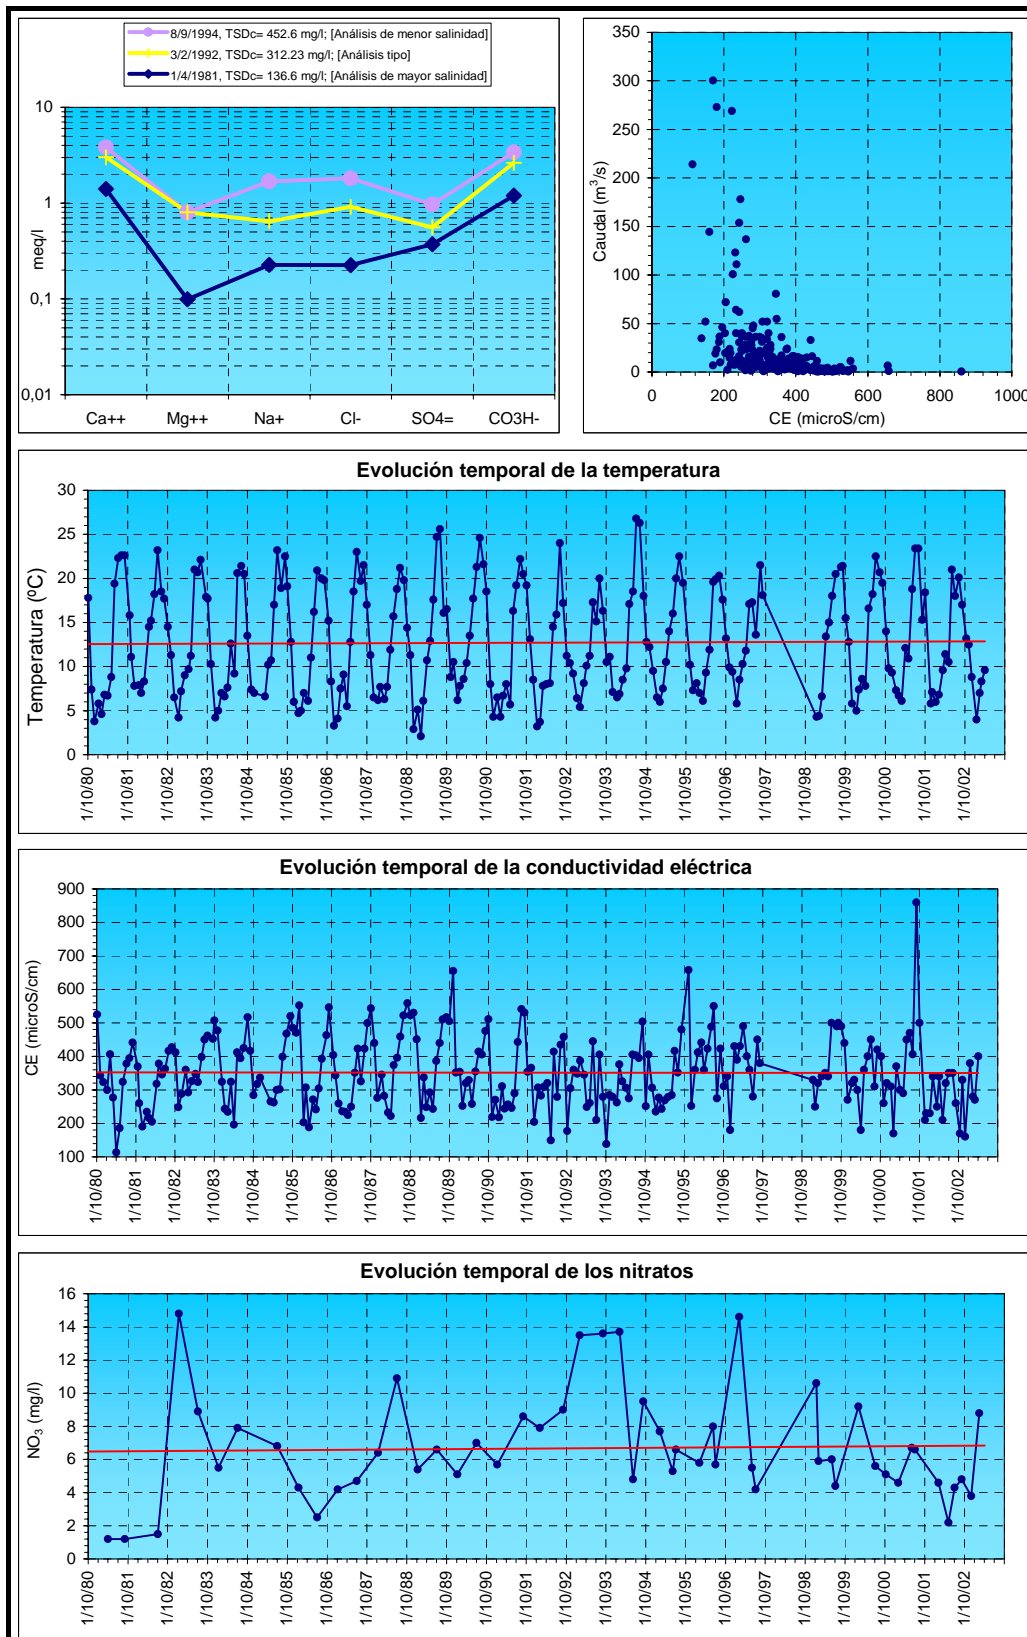 8/9/1994, TSDc= 452.6 mg/l; [Análisis de menor salinidad]
3/2/1992, TSDc= 312.23 mg/l; [Análisis tipo]
1/4/1981, TSDc= 136.6 mg/l; [Análisis de mayor salinidad]
10
1
0,1
0,01
meq/l
Ca++ Mg++ Na+ Cl- SO4= CO3H-
350
300
250
200
150
100
50
0
Caudal (m³/s)
0 200 400 600 800 1000
CE (microS/cm)
Evolución temporal de la temperatura
30
25
20
15
10
5
0
Temperatura (ºC)
1/10/80 1/10/81 1/10/82 1/10/83 1/10/84 1/10/85 1/10/86 1/10/87 1/10/88 1/10/89 1/10/90 1/10/91 1/10/92 1/10/93 1/10/94 1/10/95 1/10/96 1/10/97 1/10/98 1/10/99 1/10/00 1/10/01 1/10/02
Evolución temporal de la conductividad eléctrica
900
800
700
600
500
400
300
200
100
CE (microS/cm)
1/10/80 1/10/81 1/10/82 1/10/83 1/10/84 1/10/85 1/10/86 1/10/87 1/10/88 1/10/89 1/10/90 1/10/91 1/10/92 1/10/93 1/10/94 1/10/95 1/10/96 1/10/97 1/10/98 1/10/99 1/10/00 1/10/01 1/10/02
Evolución temporal de los nitratos
16
14
12
10
8
6
4
2
0
NO₃ (mg/l)
1/10/80 1/10/81 1/10/82 1/10/83 1/10/84 1/10/85 1/10/86 1/10/87 1/10/88 1/10/89 1/10/90 1/10/91 1/10/92 1/10/93 1/10/94 1/10/95 1/10/96 1/10/97 1/10/98 1/10/99 1/10/00 1/10/01 1/10/02